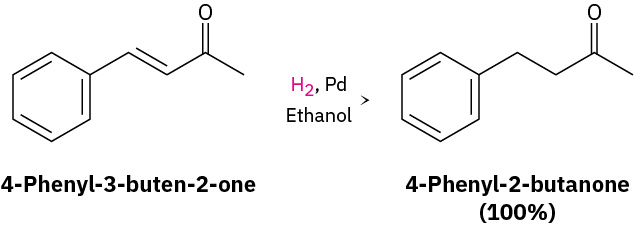 O
O
H₂, Pd
Ethanol
4-Phenyl-3-buten-2-one
4-Phenyl-2-butanone
(100%)